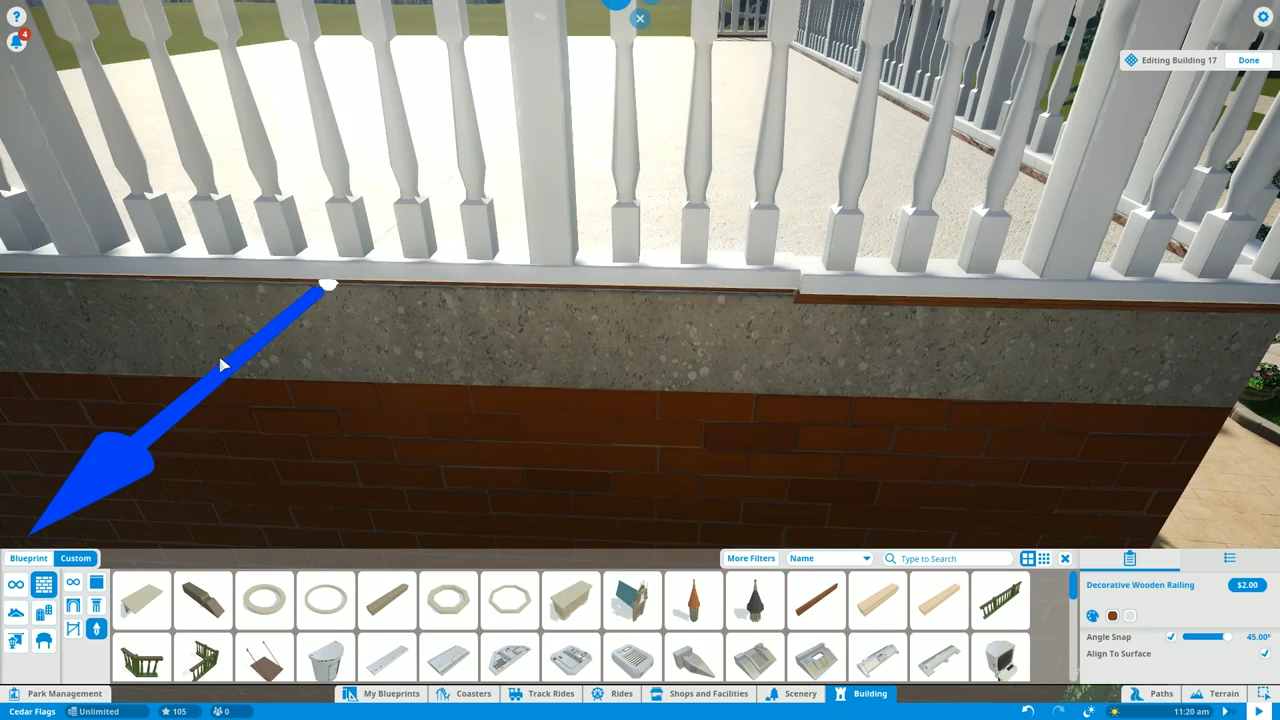 ?
4
Editing Building 17 Done
Blueprint Custom
More Filters Name Type to Search
Decorative Wooden Railing $2.00
Angle Snap 45.00°
Align To Surface
Park Management My Blueprints Coasters Track Rides Rides Shops and Facilities Scenery Building Paths Terrain
Cedar Flags Unlimited 105 0 11:20 am